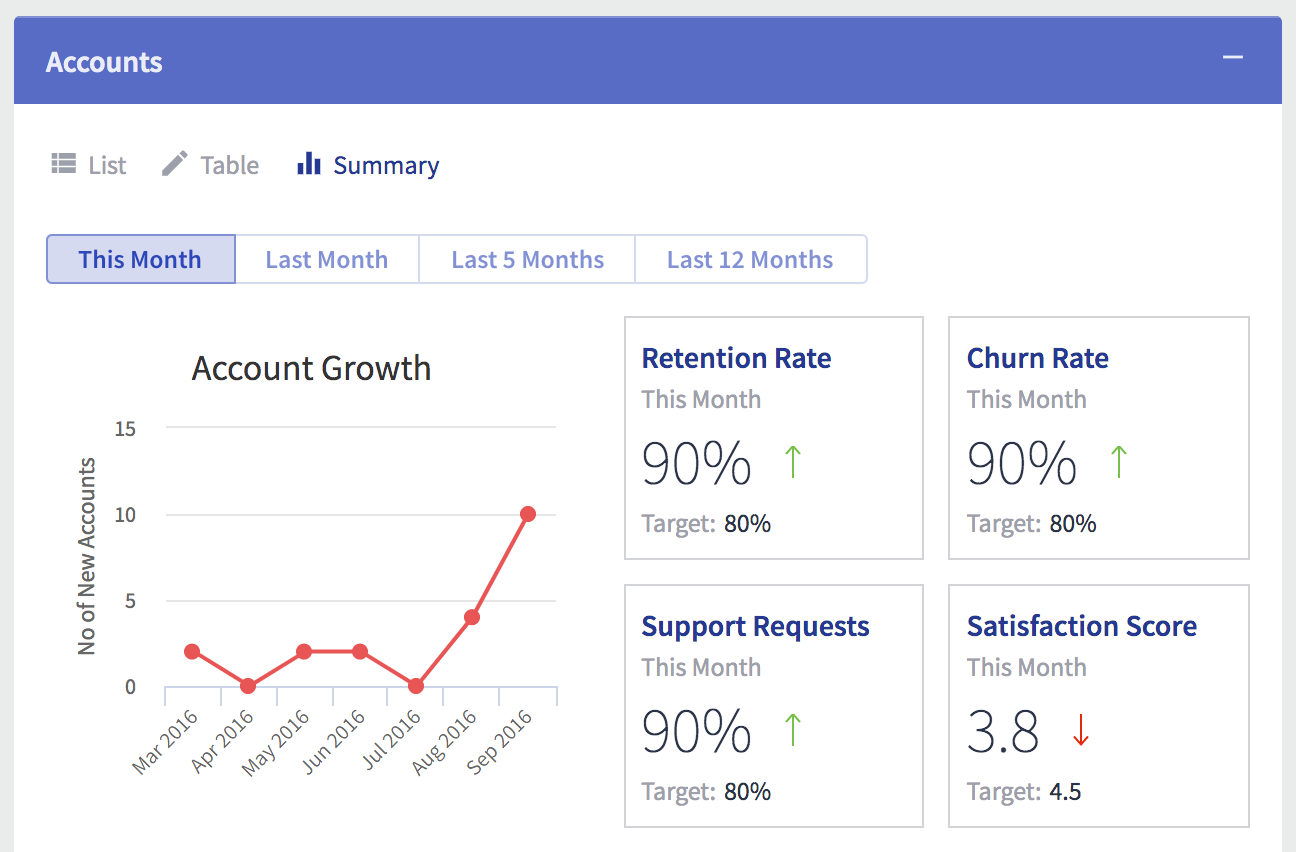 Accounts
List Table Summary
This Month Last Month Last 5 Months Last 12 Months
Account Growth
No of New Accounts
15
10
5
0
Mar 2016 Apr 2016 May 2016 Jun 2016 Jul 2016 Aug 2016 Sep 2016
Retention Rate
This Month
90% ↑
Target: 80%
Churn Rate
This Month
90% ↑
Target: 80%
Support Requests
This Month
90% ↑
Target: 80%
Satisfaction Score
This Month
3.8 ↓
Target: 4.5